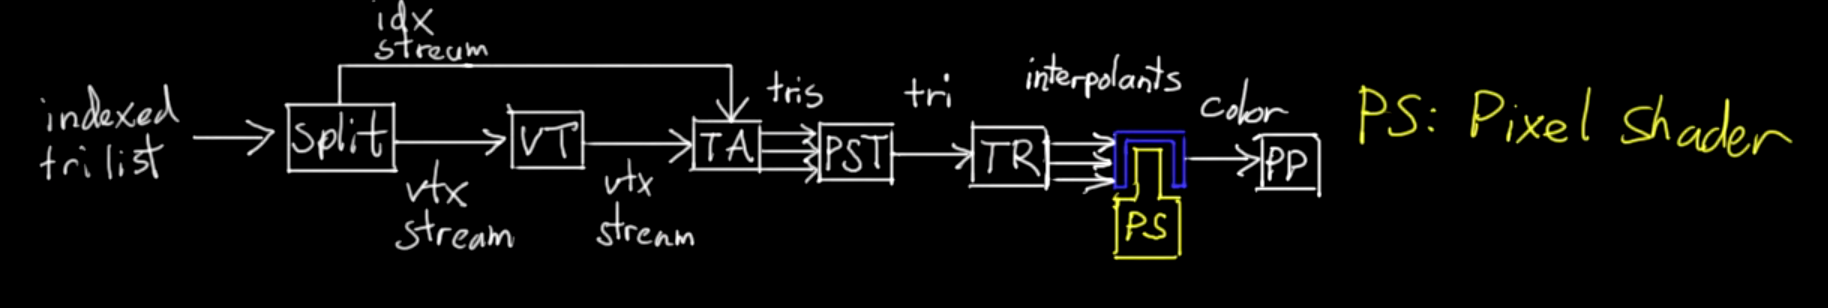 idx
stream
indexed
tri list
Split
vtx
stream
VT
vtx
stream
TA
tris
PST
tri
TR
interpolants
PS
color
PP
PS: Pixel Shader